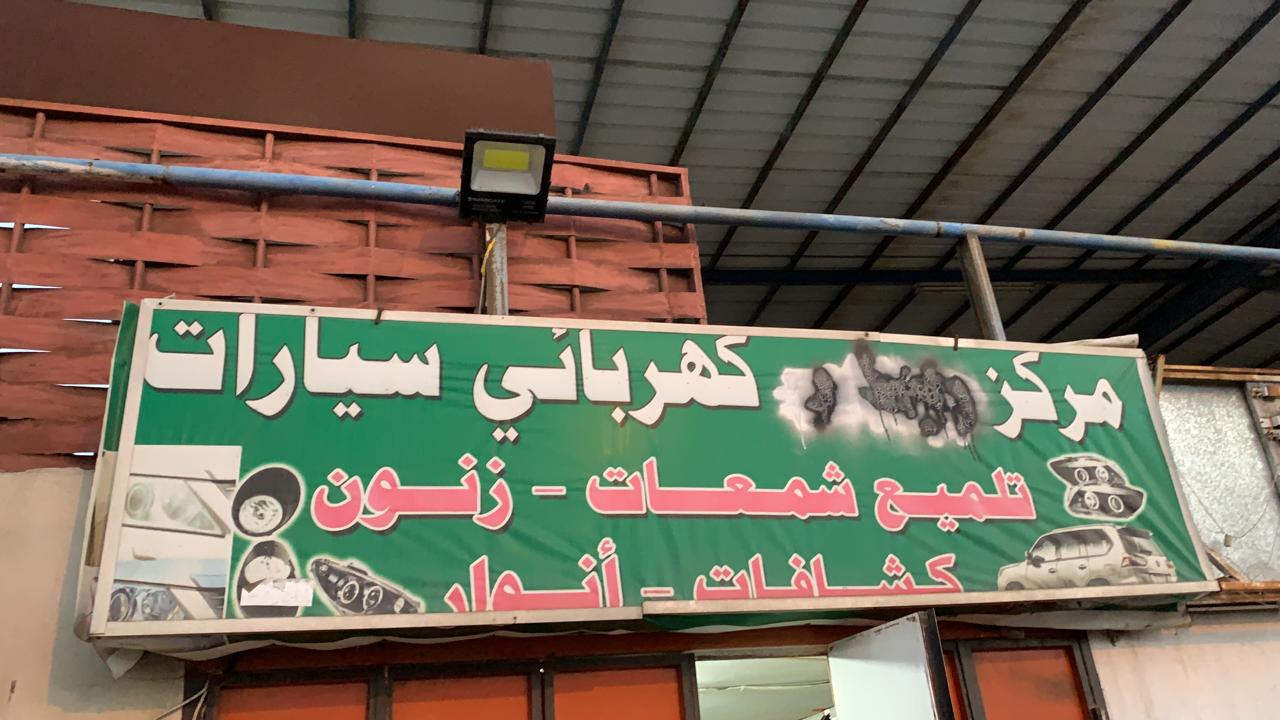 مركز كهربائي سيارات
تلميع شمعات - زنون
كشافات - أنوار